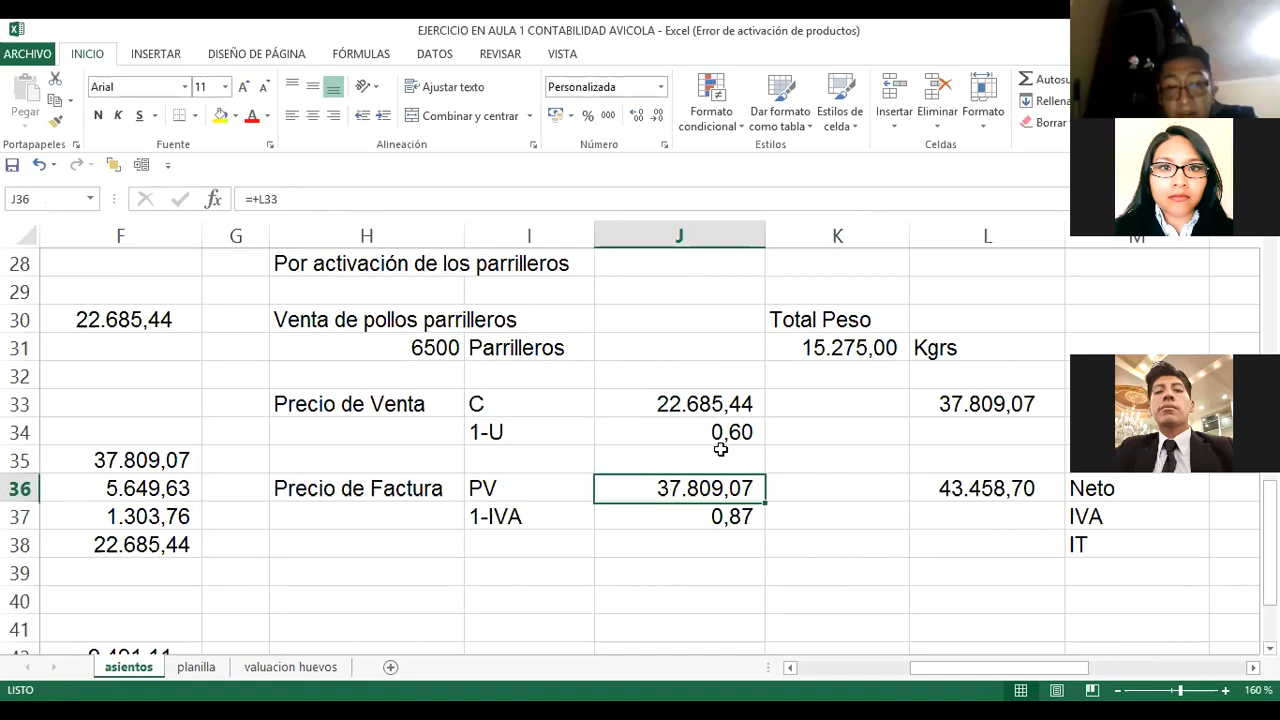 EJERCICIO EN AULA 1 CONTABILIDAD AVICOLA - Excel (Error de activación de productos)
ARCHIVO INICIO INSERTAR DISEÑO DE PÁGINA FÓRMULAS DATOS REVISAR VISTA
Arial 11 Ajustar texto Personalizada Autosu
Pegar N K S Combinar y centrar % 000 Formato condicional Dar formato como tabla Estilos de celda Insertar Eliminar Formato Rellena
Borrar
Portapapeles Fuente Alineación Número Estilos Celdas
J36 fx =+L33
F G H I J K L M
28 Por activación de los parrilleros
29
30 22.685,44 Venta de pollos parrilleros Total Peso
31 6500 Parrilleros 15.275,00 Kgrs
32
33 Precio de Venta C 22.685,44 37.809,07
34 1-U 0,60
35 37.809,07
36 5.649,63 Precio de Factura PV 37.809,07 43.458,70 Neto
37 1.303,76 1-IVA 0,87 IVA
38 22.685,44 IT
39
40
41
asientos planilla valuacion huevos
LISTO 160 %